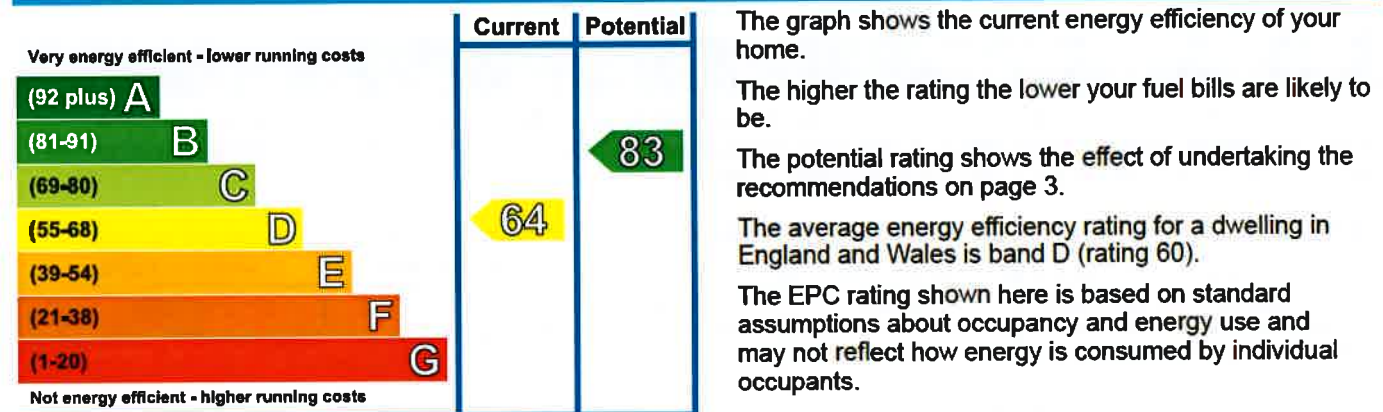 Current Potential
Very energy efficient - lower running costs
(92 plus) A
(81-91) B
(69-80) C
(55-68) D
(39-54) E
(21-38) F
(1-20) G
Not energy efficient - higher running costs
83
64
The graph shows the current energy efficiency of your
home.
The higher the rating the lower your fuel bills are likely to
be.
The potential rating shows the effect of undertaking the
recommendations on page 3.
The average energy efficiency rating for a dwelling in
England and Wales is band D (rating 60).
The EPC rating shown here is based on standard
assumptions about occupancy and energy use and
may not reflect how energy is consumed by individual
occupants.